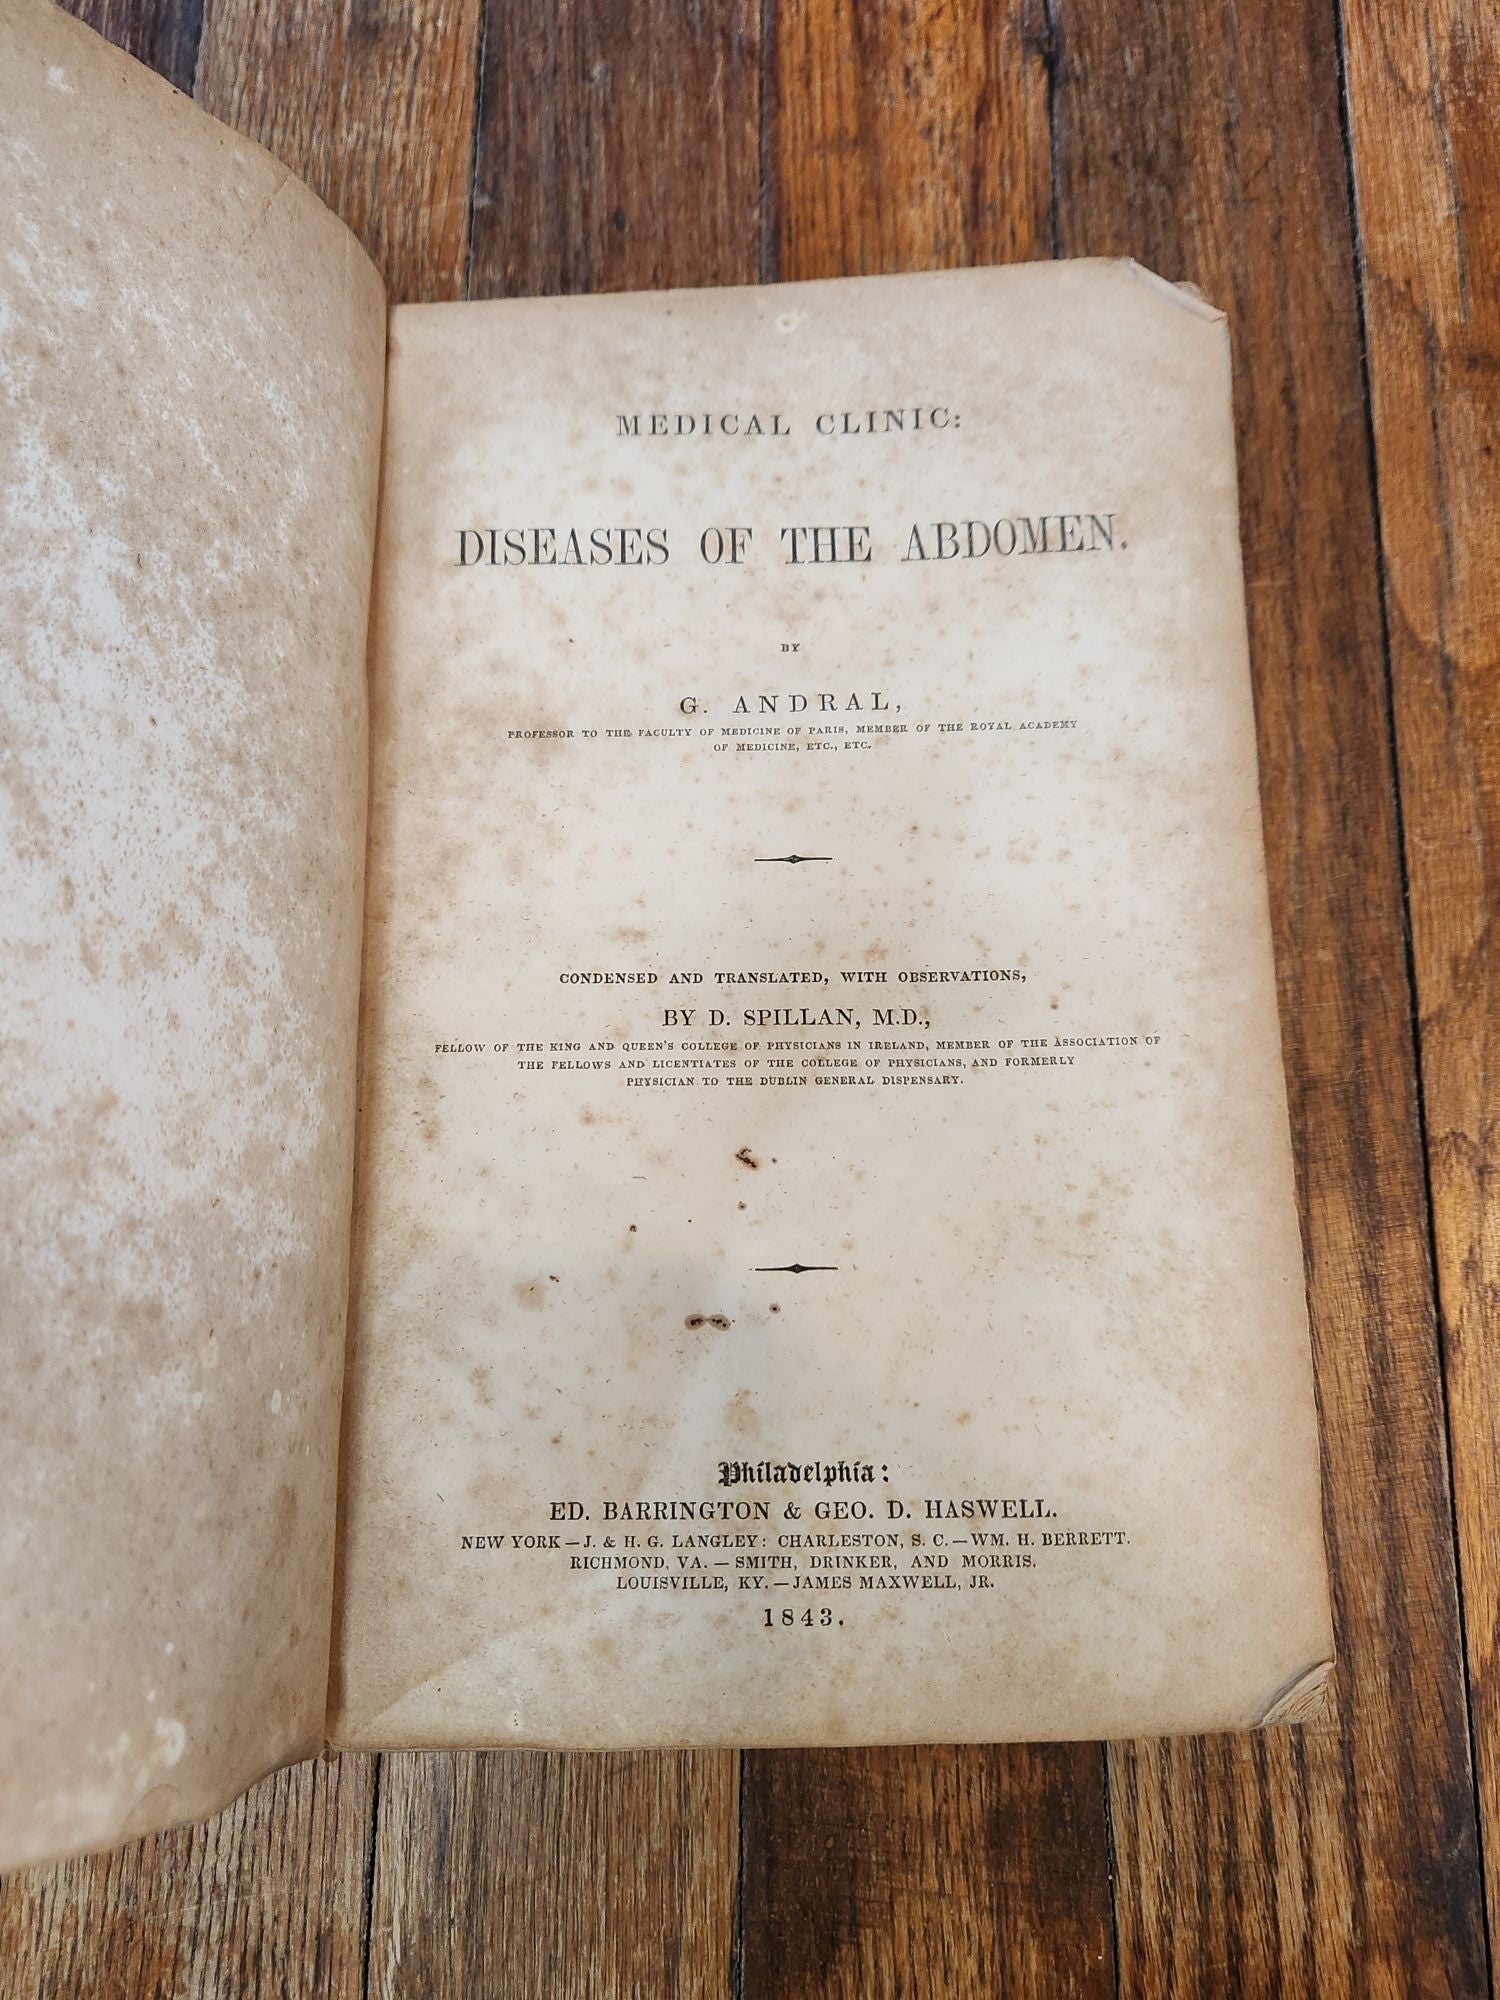 MEDICAL CLINIC:
DISEASES OF THE ABDOMEN.
BY
G. ANDRAL,
PROFESSOR TO THE FACULTY OF MEDICINE OF PARIS, MEMBER OF THE ROYAL ACADEMY
OF MEDICINE, ETC., ETC.
CONDENSED AND TRANSLATED, WITH OBSERVATIONS,
BY D. SPILLAN, M.D.,
FELLOW OF THE KING AND QUEEN'S COLLEGE OF PHYSICIANS IN IRELAND, MEMBER OF THE ASSOCIATION OF
THE FELLOWS AND LICENTIATES OF THE COLLEGE OF PHYSICIANS, AND FORMERLY
PHYSICIAN TO THE DUBLIN GENERAL DISPENSARY.
Philadelphia:
ED. BARRINGTON & GEO. D. HASWELL.
NEW YORK — J. & H. G. LANGLEY: CHARLESTON, S. C. — WM. H. BERRETT.
RICHMOND, VA. — SMITH, DRINKER, AND MORRIS.
LOUISVILLE, KY. — JAMES MAXWELL, JR.
1843.